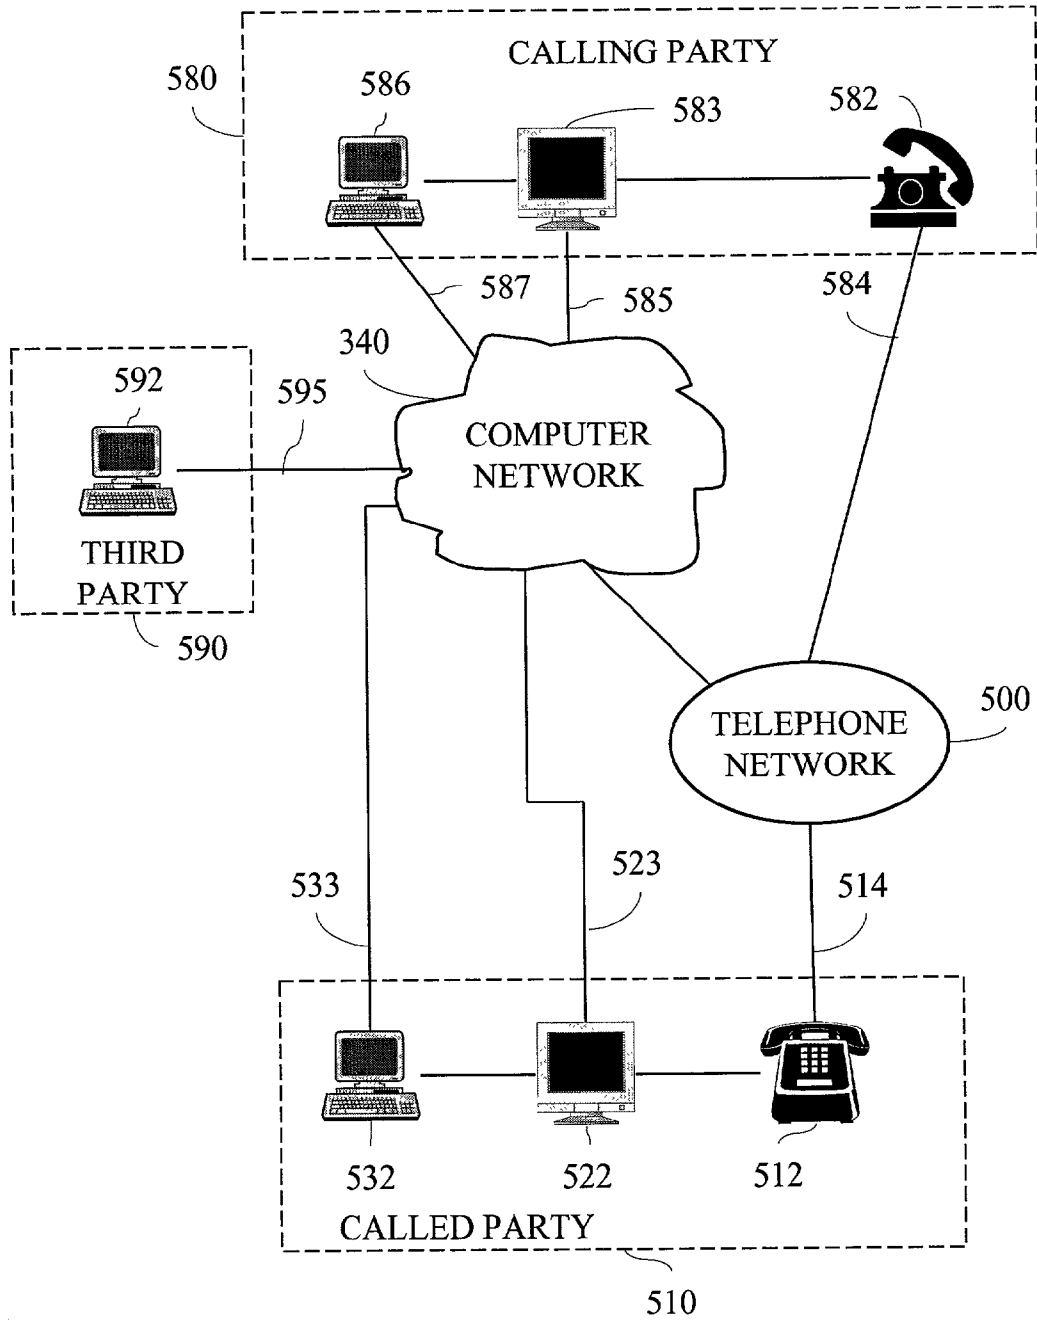 CALLING PARTY
580
586
583
582
587
585
584
340
592
595
COMPUTER
NETWORK
THIRD
PARTY
590
TELEPHONE
NETWORK
500
533
523
514
532
522
512
CALLED PARTY
510